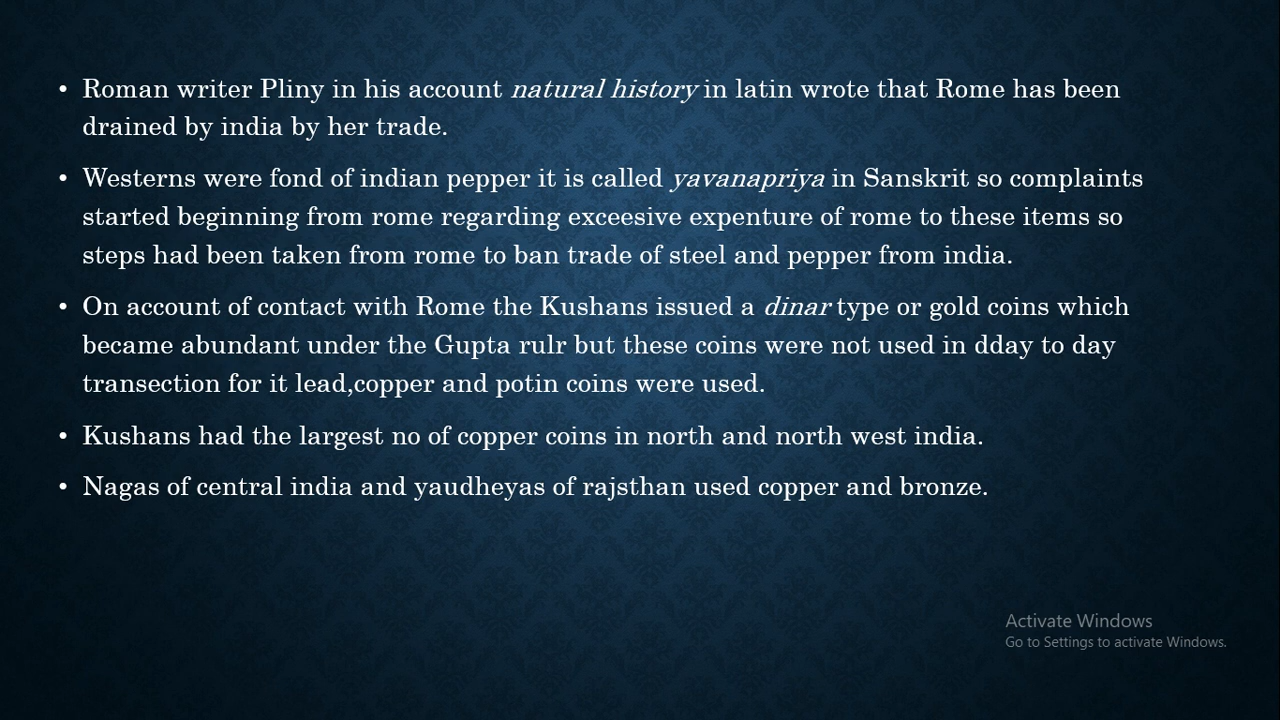 • Roman writer Pliny in his account natural history in latin wrote that Rome has been
drained by india by her trade.
• Westerns were fond of indian pepper it is called yavanapriya in Sanskrit so complaints
started beginning from rome regarding exceesive expenture of rome to these items so
steps had been taken from rome to ban trade of steel and pepper from india.
• On account of contact with Rome the Kushans issued a dinar type or gold coins which
became abundant under the Gupta rulr but these coins were not used in dday to day
transection for it lead,copper and potin coins were used.
• Kushans had the largest no of copper coins in north and north west india.
• Nagas of central india and yaudheyas of rajsthan used copper and bronze.
Activate Windows
Go to Settings to activate Windows.